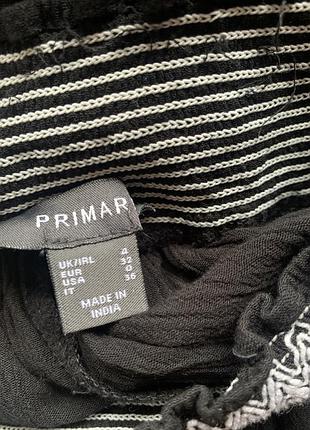 PRIMAR
UK/IRL 4
EUR 32
USA 0
IT 36
MADE IN
INDIA